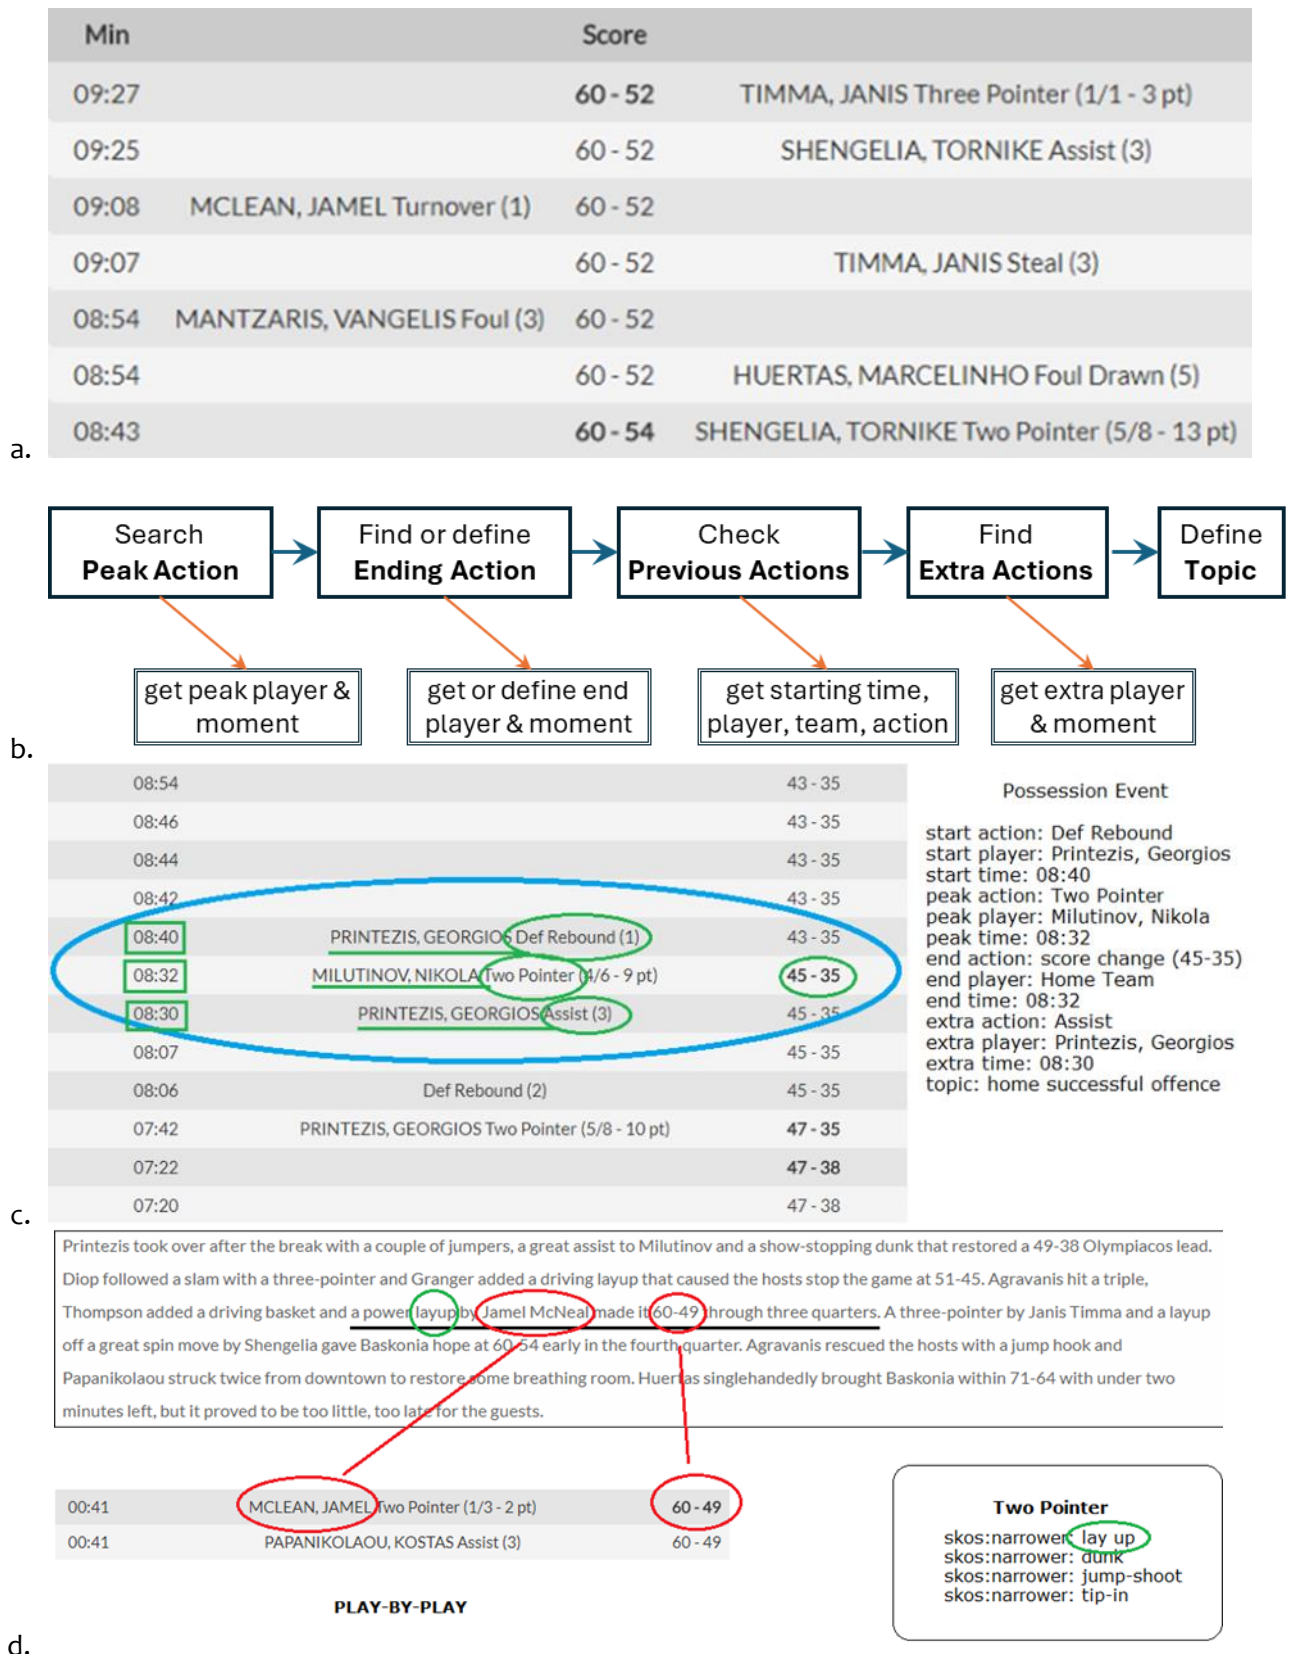 Min Score
09:27 60 - 52 TIMMA, JANIS Three Pointer (1/1 - 3 pt)
09:25 60 - 52 SHENGELIA, TORNIKE Assist (3)
09:08 MCLEAN, JAMEL Turnover (1) 60 - 52
09:07 60 - 52 TIMMA, JANIS Steal (3)
08:54 MANTZARIS, VANGELIS Foul (3) 60 - 52
08:54 60 - 52 HUERTAS, MARCELINHO Foul Drawn (5)
08:43 60 - 54 SHENGELIA, TORNIKE Two Pointer (5/8 - 13 pt)
a.
Search
Peak Action
Find or define
Ending Action
Check
Previous Actions
Find
Extra Actions
Define
Topic
get peak player &
moment
get or define end
player & moment
get starting time,
player, team, action
get extra player
& moment
b.
08:54 43 - 35
08:46 43 - 35
08:44 43 - 35
08:42 43 - 35
08:40 PRINTEZIS, GEORGIOS Def Rebound (1) 43 - 35
08:32 MILUTINOV, NIKOLA Two Pointer (4/6 - 9 pt) 45 - 35
08:30 PRINTEZIS, GEORGIOS Assist (3) 45 - 35
08:07 45 - 35
08:06 Def Rebound (2) 45 - 35
07:42 PRINTEZIS, GEORGIOS Two Pointer (5/8 - 10 pt) 47 - 35
07:22 47 - 38
07:20 47 - 38
Possession Event
start action: Def Rebound
start player: Printezis, Georgios
start time: 08:40
peak action: Two Pointer
peak player: Milutinov, Nikola
peak time: 08:32
end action: score change (45-35)
end player: Home Team
end time: 08:32
extra action: Assist
extra player: Printezis, Georgios
extra time: 08:30
topic: home successful offence
c.
Printezis took over after the break with a couple of jumpers, a great assist to Milutinov and a show-stopping dunk that restored a 49-38 Olympiacos lead.
Diop followed a slam with a three-pointer and Granger added a driving layup that caused the hosts stop the game at 51-45. Agravanis hit a triple,
Thompson added a driving basket and a power layup by Jamel McNeal made it 60-49 through three quarters. A three-pointer by Janis Timma and a layup
off a great spin move by Shengelia gave Baskonia hope at 60-54 early in the fourth quarter. Agravanis rescued the hosts with a jump hook and
Papanikolaou struck twice from downtown to restore some breathing room. Huertas singlehandedly brought Baskonia within 71-64 with under two
minutes left, but it proved to be too little, too late for the guests.
00:41 MCLEAN, JAMEL Two Pointer (1/3 - 2 pt) 60 - 49
00:41 PAPANIKOLAOU, KOSTAS Assist (3) 60 - 49
PLAY-BY-PLAY
Two Pointer
skos:narrower: lay up
skos:narrower: dunk
skos:narrower: jump-shoot
skos:narrower: tip-in
d.